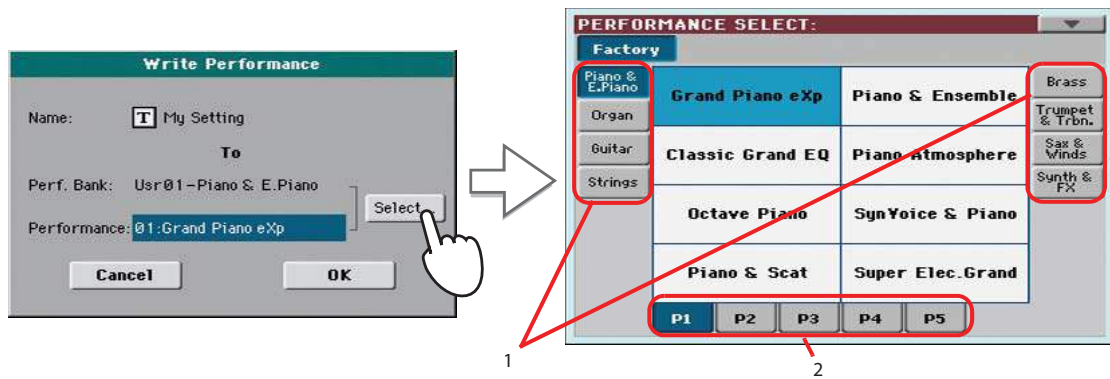 Write Performance
Name: T My Setting
To
Perf. Bank: Usr01-Piano & E.Piano
Select..
Performance: 01:Grand Piano eXp
Cancel OK
PERFORMANCE SELECT:
Factory
Piano &
E.Piano
Organ
Guitar
Strings
Grand Piano eXp Piano & Ensemble
Classic Grand EQ Piano Atmosphere
Octave Piano SynVoice & Piano
Piano & Scat Super Elec.Grand
Brass
Trumpet
& Trbn.
Sax &
Winds
Synth &
FX
P1 P2 P3 P4 P5
1
2